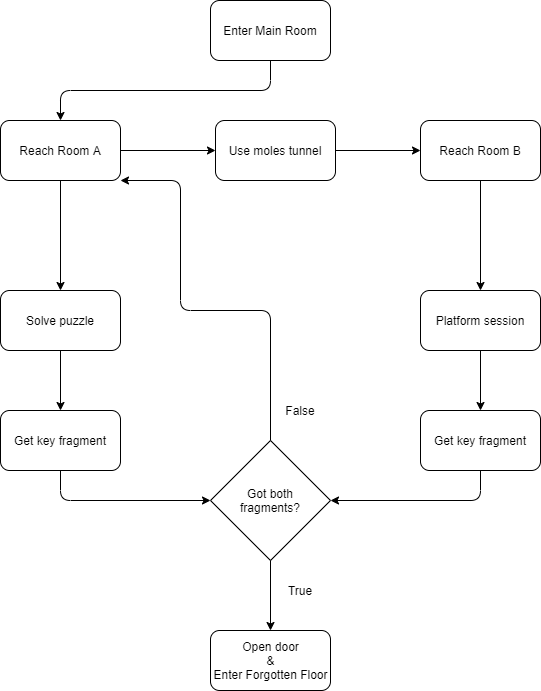 Enter Main Room
Reach Room A
Use moles tunnel
Reach Room B
Solve puzzle
Platform session
False
Get key fragment
Get key fragment
Got both
fragments?
True
Open door
&
Enter Forgotten Floor